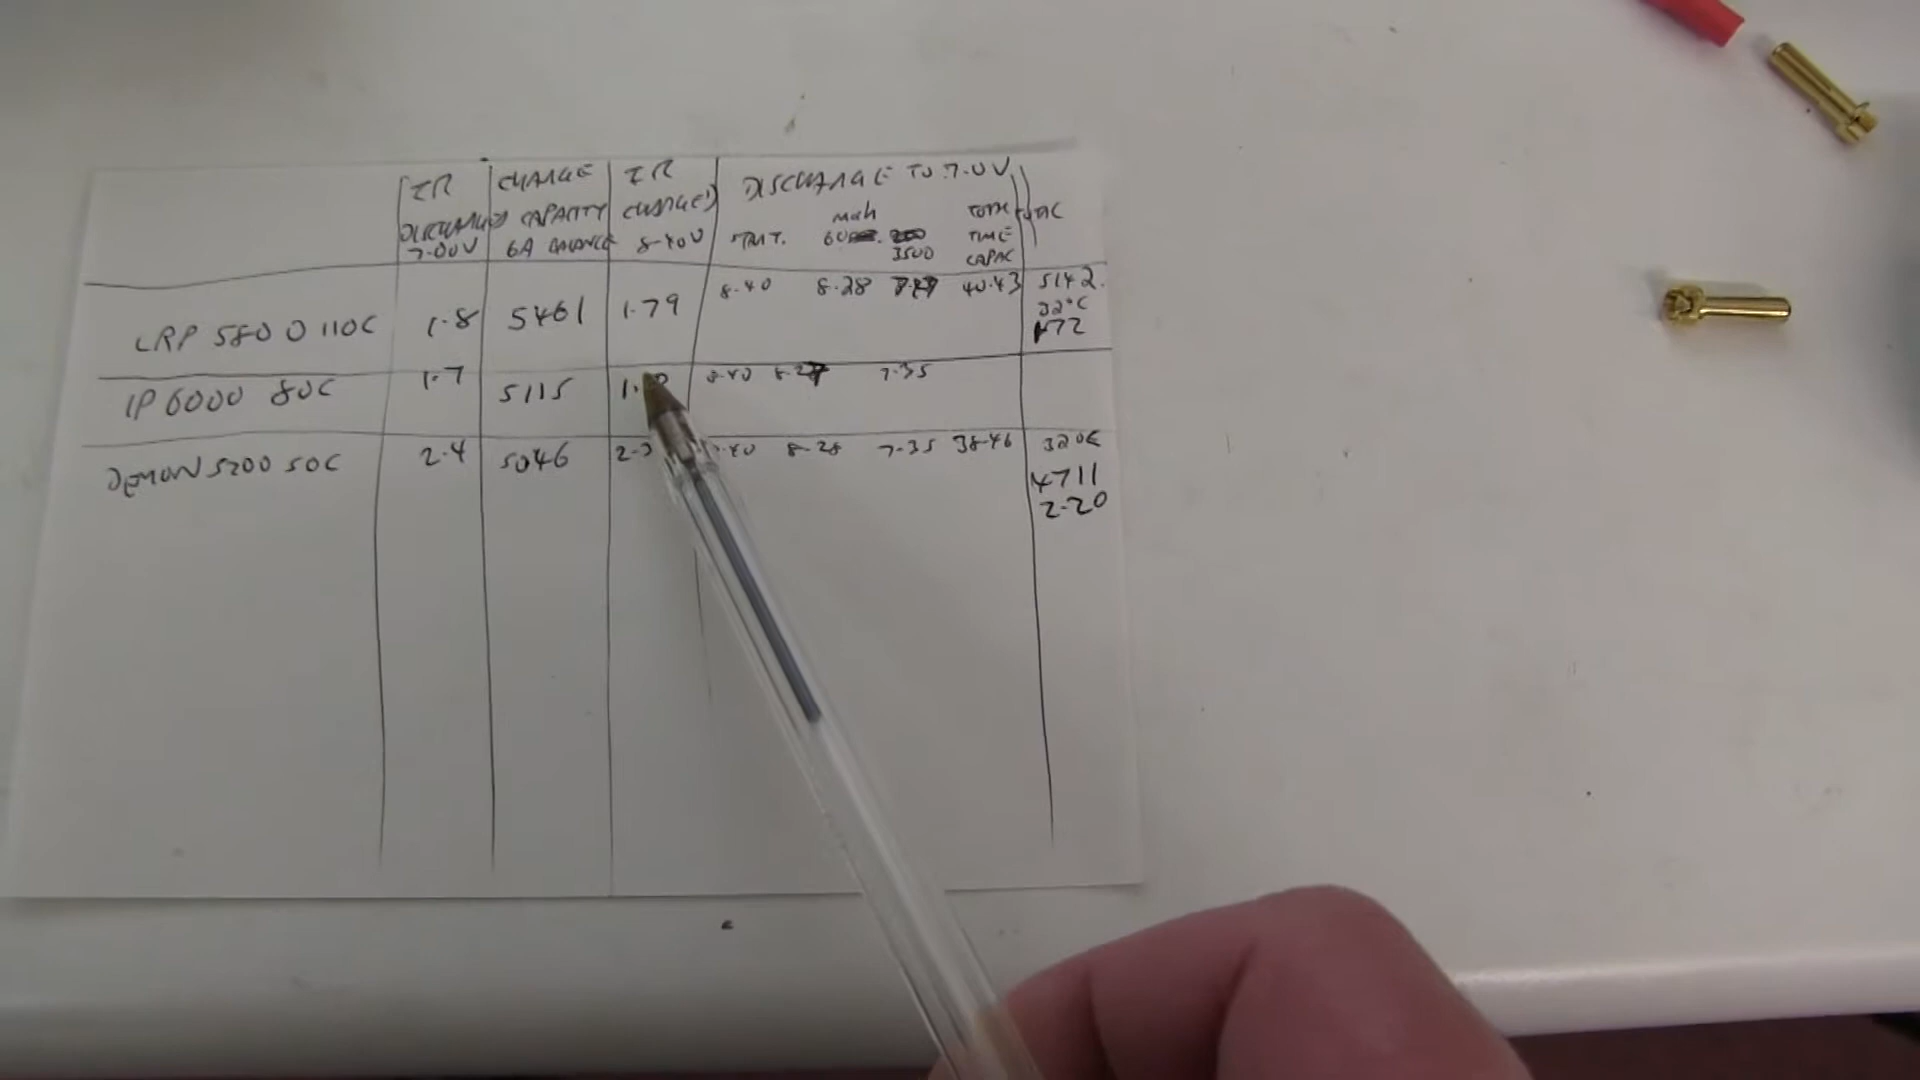 IR CHARGE IR DISCHARGE TO 7.0V
CAPACITY mah TOTAL
7.00V 6A BALANCE 8.40V 3500 TIME
CAPAC
LRP 5800 110C 1.8 5461 1.79 8.40 8.28 40.43 5142
32°C
IP 6000 80C 1.7 5115 8.40 7.35
DEMON 5200 50C 2.4 5046 8.28 7.35 38.46 32°C
4711
2.20